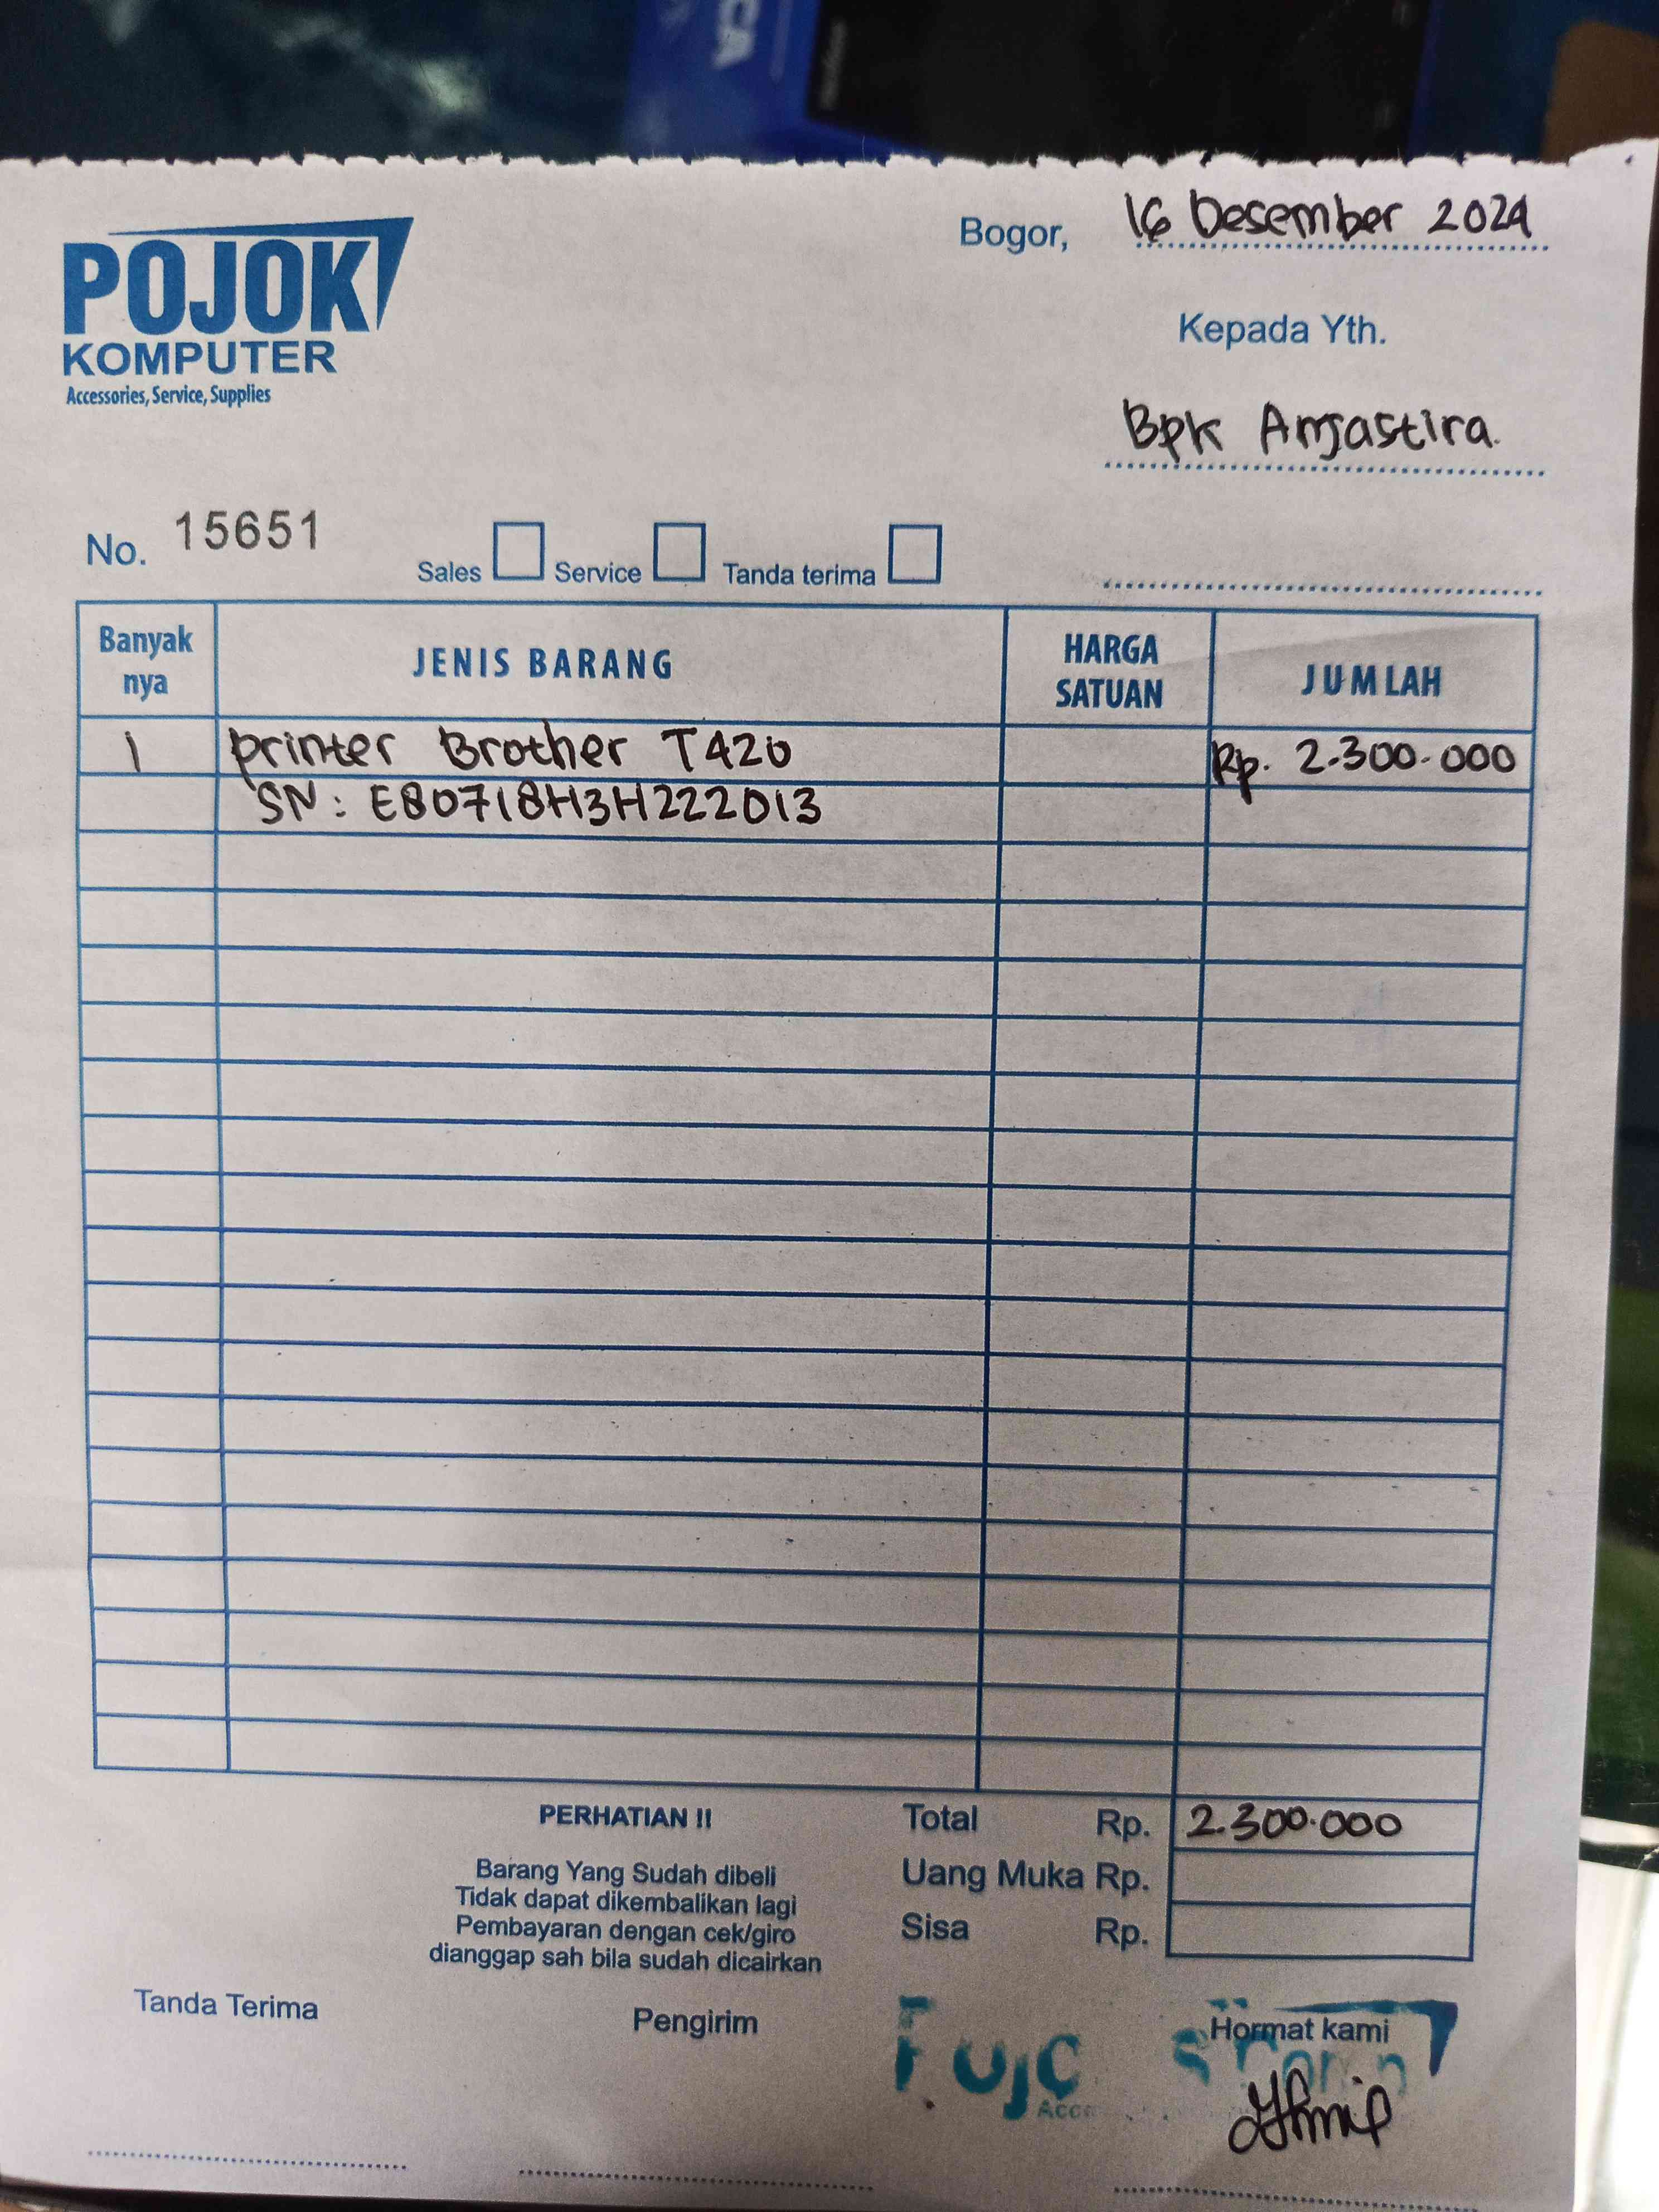 POJOK
KOMPUTER
Accessories, Service, Supplies
Bogor, 16 Desember 2024
Kepada Yth.
Bpk Anjastira.
No. 15651
Sales Service Tanda terima
Banyak nya JENIS BARANG HARGA SATUAN JUMLAH
1 printer Brother T420 Rp. 2.300.000
SN : E80718H3H222013
PERHATIAN !!
Barang Yang Sudah dibeli
Tidak dapat dikembalikan lagi
Pembayaran dengan cek/giro
dianggap sah bila sudah dicairkan
Total Rp. 2.300.000
Uang Muka Rp.
Sisa Rp.
Tanda Terima
Pengirim
Hormat kami